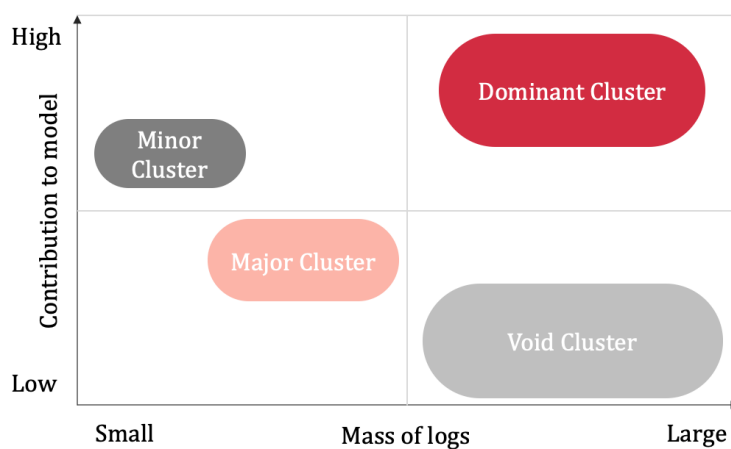 High
Dominant Cluster
Minor
Cluster
Contribution to model
Major Cluster
Void Cluster
Low
Small
Mass of logs
Large